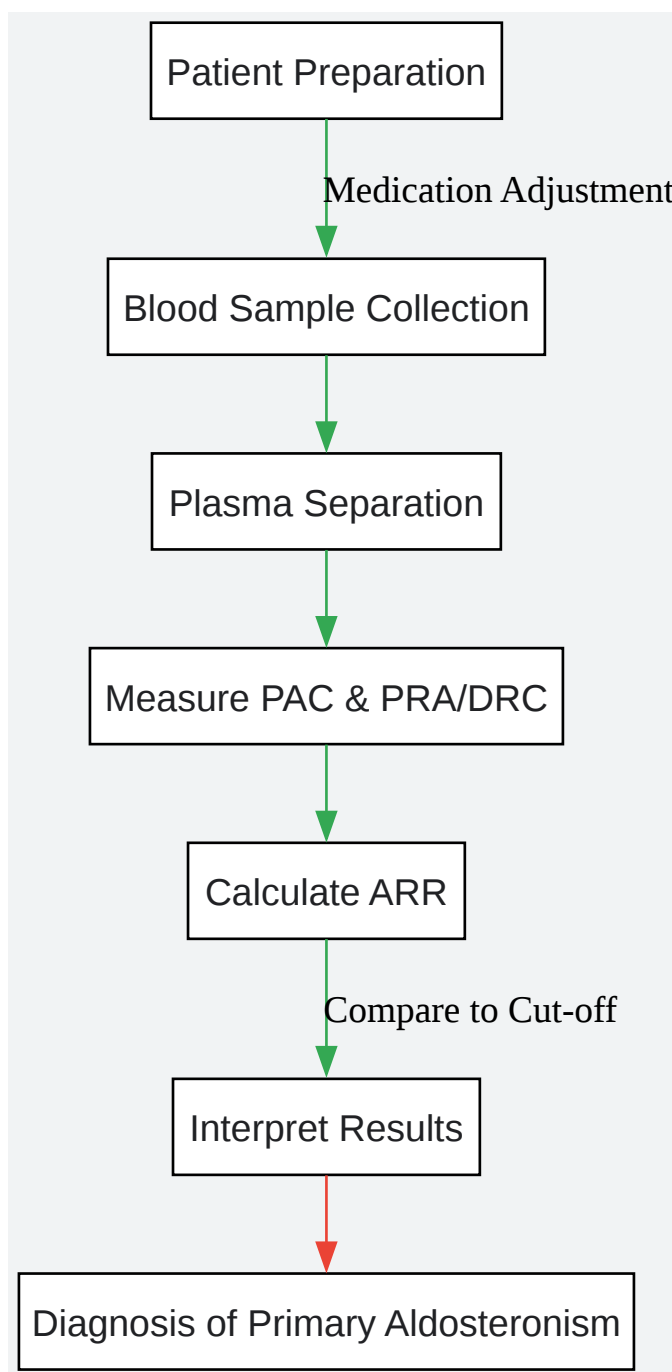 Patient Preparation
Medication Adjustment
Blood Sample Collection
Plasma Separation
Measure PAC & PRA/DRC
Calculate ARR
Compare to Cut-off
Interpret Results
Diagnosis of Primary Aldosteronism